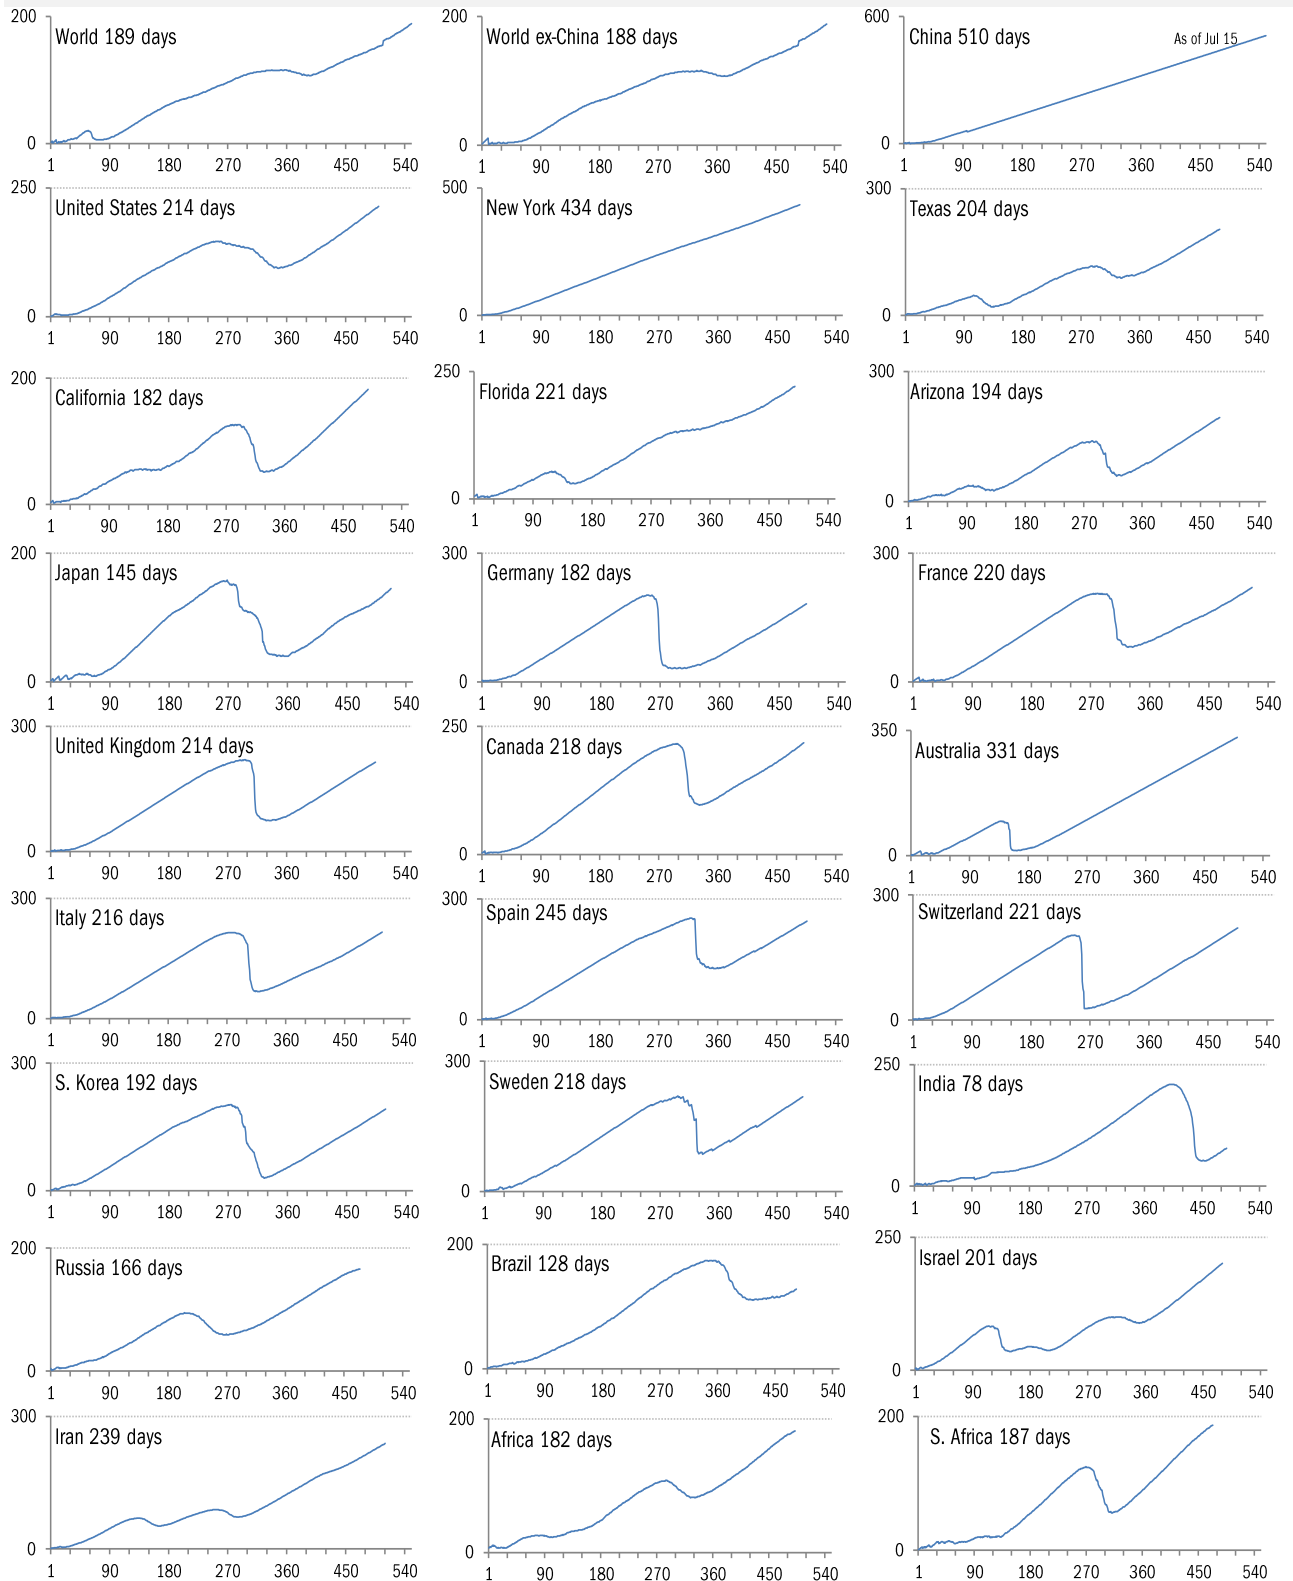 200
World 189 days
0
1 90 180 270 360 450 540
200
World ex-China 188 days
0
1 90 180 270 360 450 540
600
China 510 days
As of Jul 15
0
1 90 180 270 360 450 540
250
United States 214 days
0
1 90 180 270 360 450 540
500
New York 434 days
0
1 90 180 270 360 450 540
300
Texas 204 days
0
1 90 180 270 360 450 540
200
California 182 days
0
1 90 180 270 360 450 540
250
Florida 221 days
0
1 90 180 270 360 450 540
300
Arizona 194 days
0
1 90 180 270 360 450 540
200
Japan 145 days
0
1 90 180 270 360 450 540
300
Germany 182 days
0
1 90 180 270 360 450 540
300
France 220 days
0
1 90 180 270 360 450 540
300
United Kingdom 214 days
0
1 90 180 270 360 450 540
250
Canada 218 days
0
1 90 180 270 360 450 540
350
Australia 331 days
0
1 90 180 270 360 450 540
300
Italy 216 days
0
1 90 180 270 360 450 540
300
Spain 245 days
0
1 90 180 270 360 450 540
300
Switzerland 221 days
0
1 90 180 270 360 450 540
300
S. Korea 192 days
0
1 90 180 270 360 450 540
300
Sweden 218 days
0
1 90 180 270 360 450 540
250
India 78 days
0
1 90 180 270 360 450 540
200
Russia 166 days
0
1 90 180 270 360 450 540
200
Brazil 128 days
0
1 90 180 270 360 450 540
250
Israel 201 days
0
1 90 180 270 360 450 540
300
Iran 239 days
0
1 90 180 270 360 450 540
200
Africa 182 days
0
1 90 180 270 360 450 540
200
S. Africa 187 days
0
1 90 180 270 360 450 540